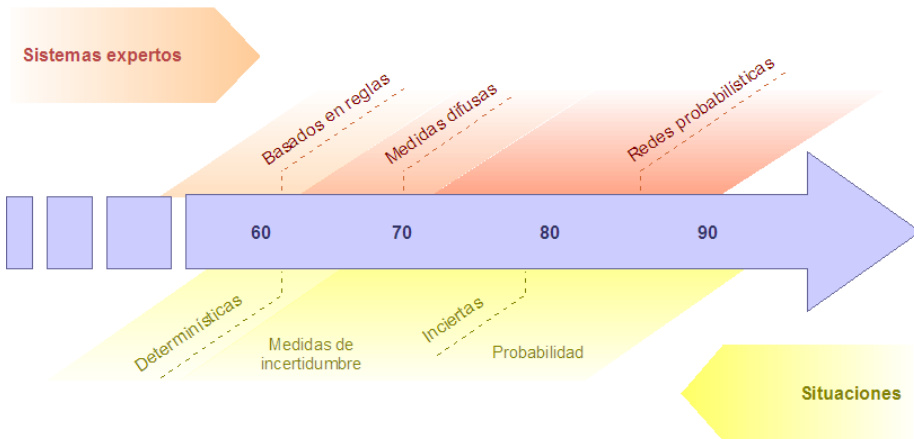 Sistemas expertos
Basados en reglas
Medidas difusas
Redes probabilísticas
60
70
80
90
Determinísticas
Medidas de
incertidumbre
Inciertas
Probabilidad
Situaciones